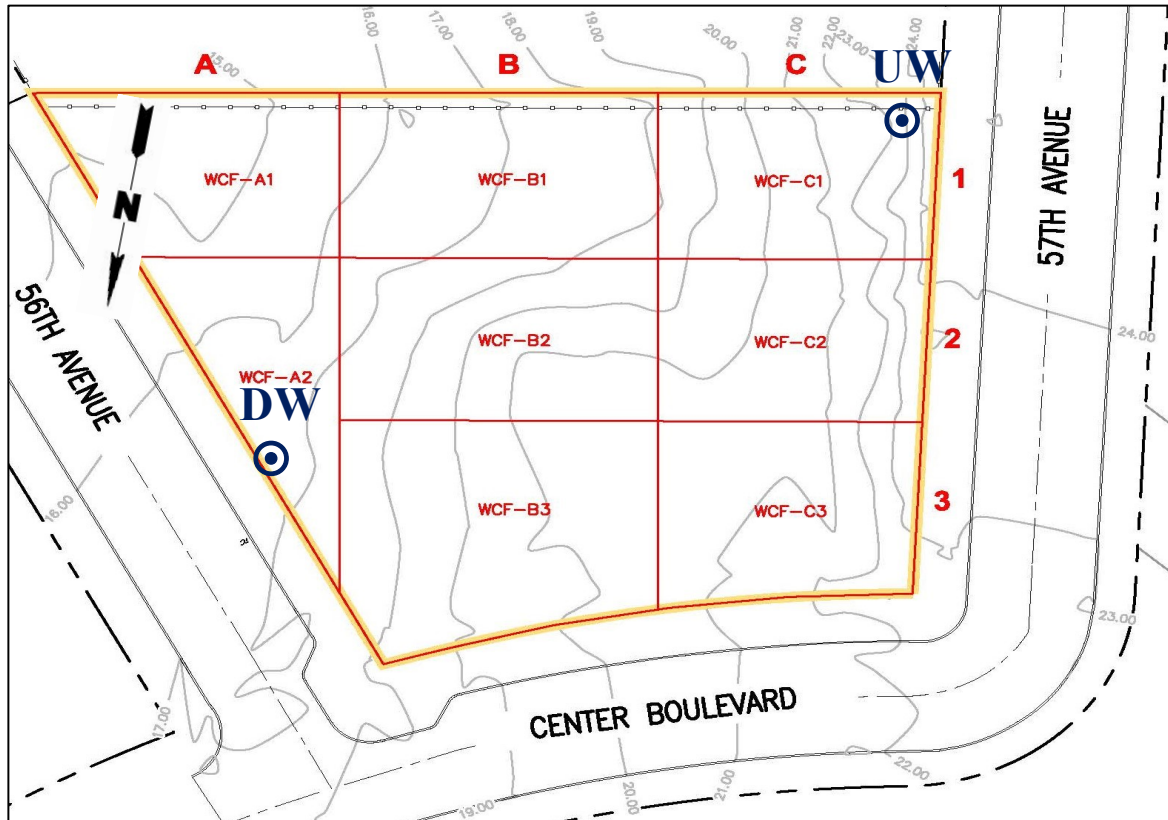 16.00
17.00
18.00
19.00
20.00
21.00
22.00
23.00
24.00
15.00
A
B
C
UW
N
WCF-A1
WCF-B1
WCF-C1
1
57TH AVENUE
56TH AVENUE
WCF-A2
WCF-B2
WCF-C2
2
24.00
DW
16.00
WCF-B3
WCF-C3
3
23.00
17.00
CENTER BOULEVARD
19.00
20.00
21.00
22.00